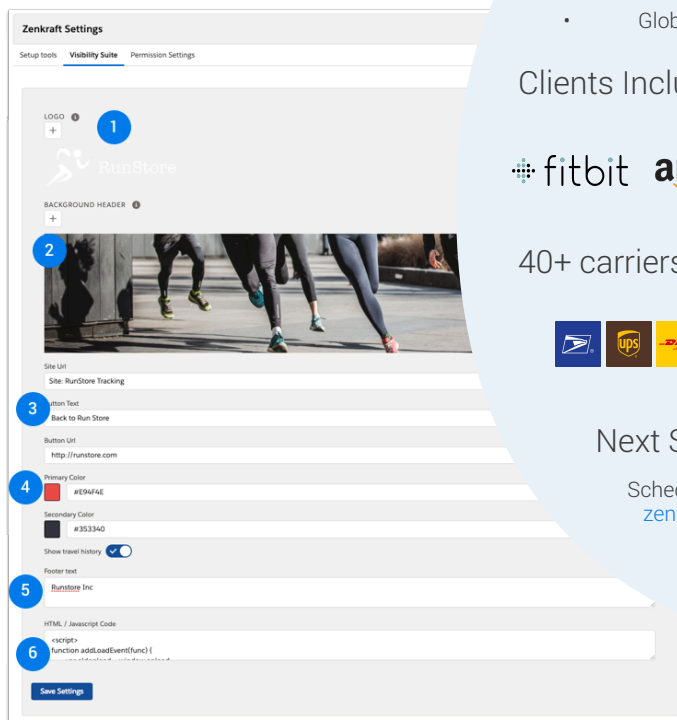 Zenkraft Settings
Setup tools Visibility Suite Permission Settings
LOGO
1
RunStore
BACKGROUND HEADER
2
Site Url
Site: RunStore Tracking
3
Button Text
Back to Run Store
Button Url
http://runstore.com
4
Primary Color
#E94F4E
Secondary Color
#353340
Show travel history
Footer text
5
Runstore Inc
HTML / Javascript Code
<script>
6
function addLoadEvent(func) {
Save Settings
•
Clients
fitbit
40+ carriers
ups
Next